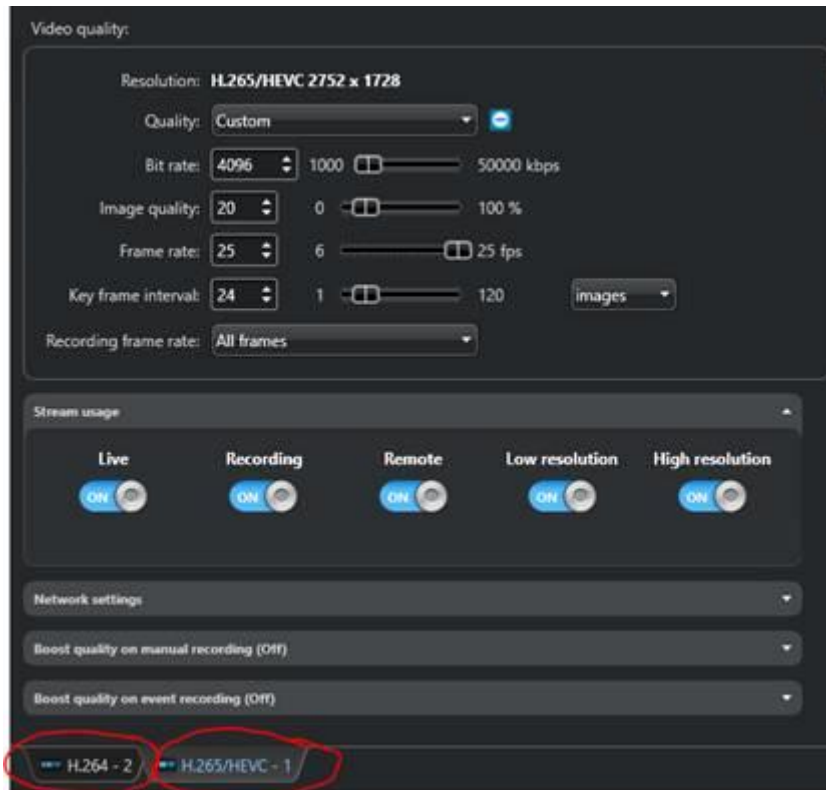 Video quality:
Resolution: H.265/HEVC 2752 x 1728
Quality: Custom
Bit rate: 4096 1000 50000 kbps
Image quality: 20 0 100 %
Frame rate: 25 6 25 fps
Key frame interval: 24 1 120 images
Recording frame rate: All frames
Stream usage
Live Recording Remote Low resolution High resolution
ON ON ON ON ON
Network settings
Boost quality on manual recording (Off)
Boost quality on event recording (Off)
H.264 - 2 H.265/HEVC - 1